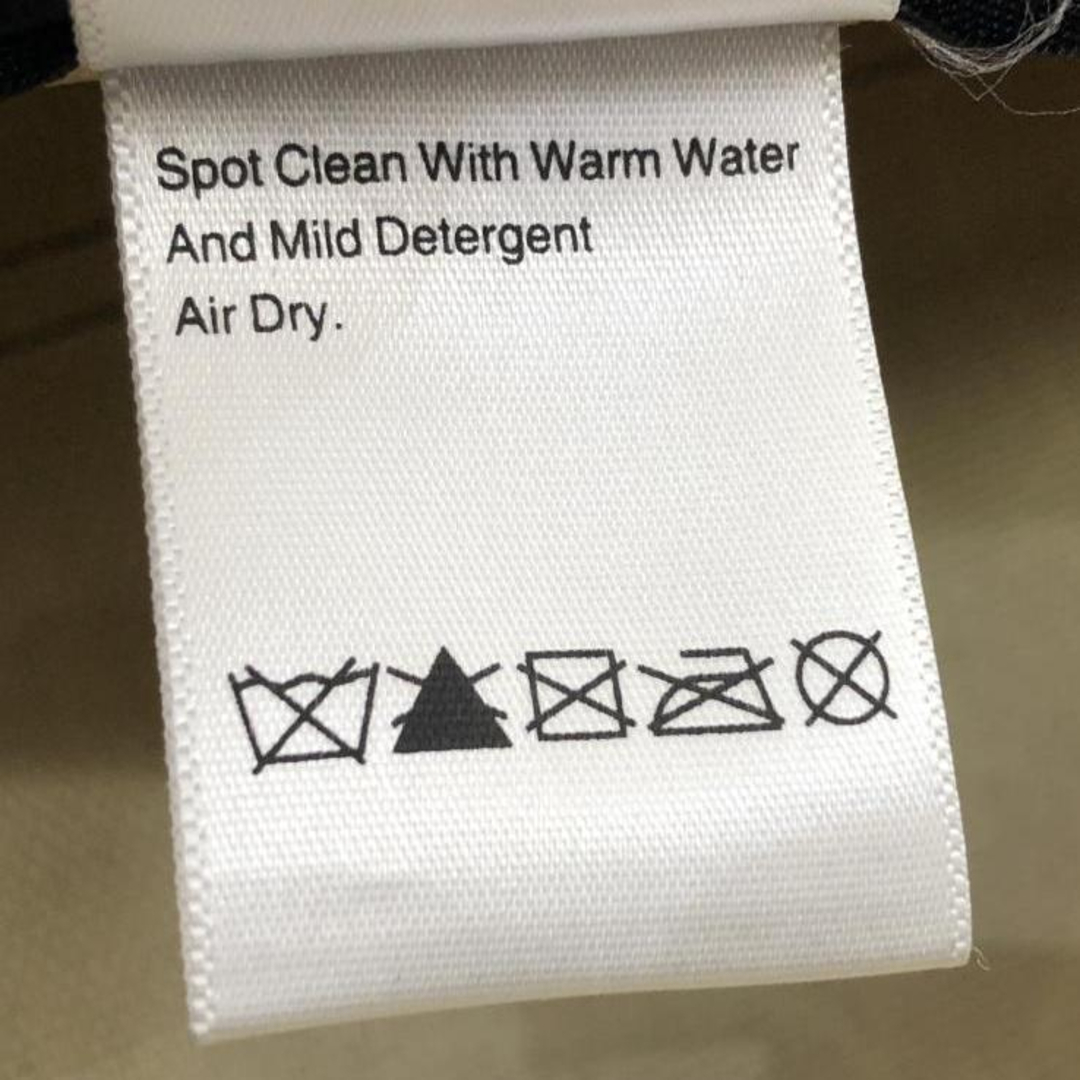 Spot Clean With Warm Water
And Mild Detergent
Air Dry.